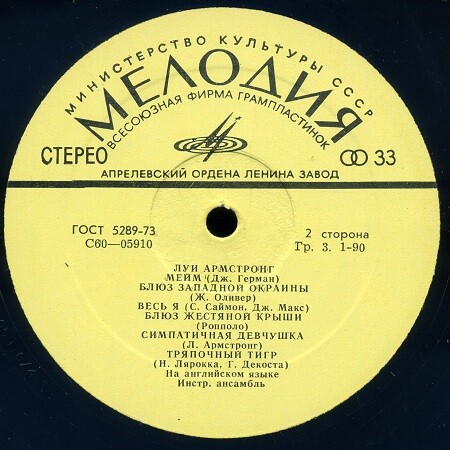 МИНИСТЕРСТВО КУЛЬТУРЫ СССР
МЕЛОДИЯ
ВСЕСОЮЗНАЯ ФИРМА ГРАМПЛАСТИНОК
СТЕРЕО
33
АПРЕЛЕВСКИЙ ОРДЕНА ЛЕНИНА ЗАВОД
ГОСТ 5289-73
2 сторона
С60—05910
Гр. 3. 1-90
ЛУИ АРМСТРОНГ
МЕЙМ (Дж. Герман)
БЛЮЗ ЗАПАДНОЙ ОКРАИНЫ
(Ж. Оливер)
ВЕСЬ Я (С. Саймон, Дж. Макс)
БЛЮЗ ЖЕСТЯНОЙ КРЫШИ
(Ропполо)
СИМПАТИЧНАЯ ДЕВЧУШКА
(Л. Армстронг)
ТРЯПОЧНЫЙ ТИГР
(Н. Лярокка, Г. Декоста)
На английском языке
Инстр. ансамбль